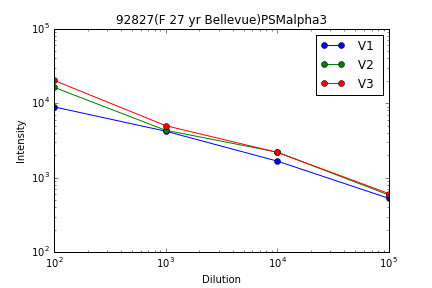 92827(F 27 yr Bellevue)PSMalpha3
10^5
10^4
10^3
10^2
Intensity
V1
V2
V3
10^2 10^3 10^4 10^5
Dilution